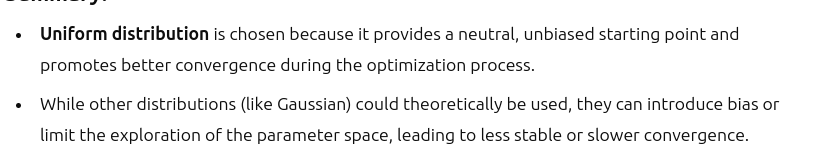 Uniform distribution is chosen because it provides a neutral, unbiased starting point and
promotes better convergence during the optimization process.
While other distributions (like Gaussian) could theoretically be used, they can introduce bias or
limit the exploration of the parameter space, leading to less stable or slower convergence.